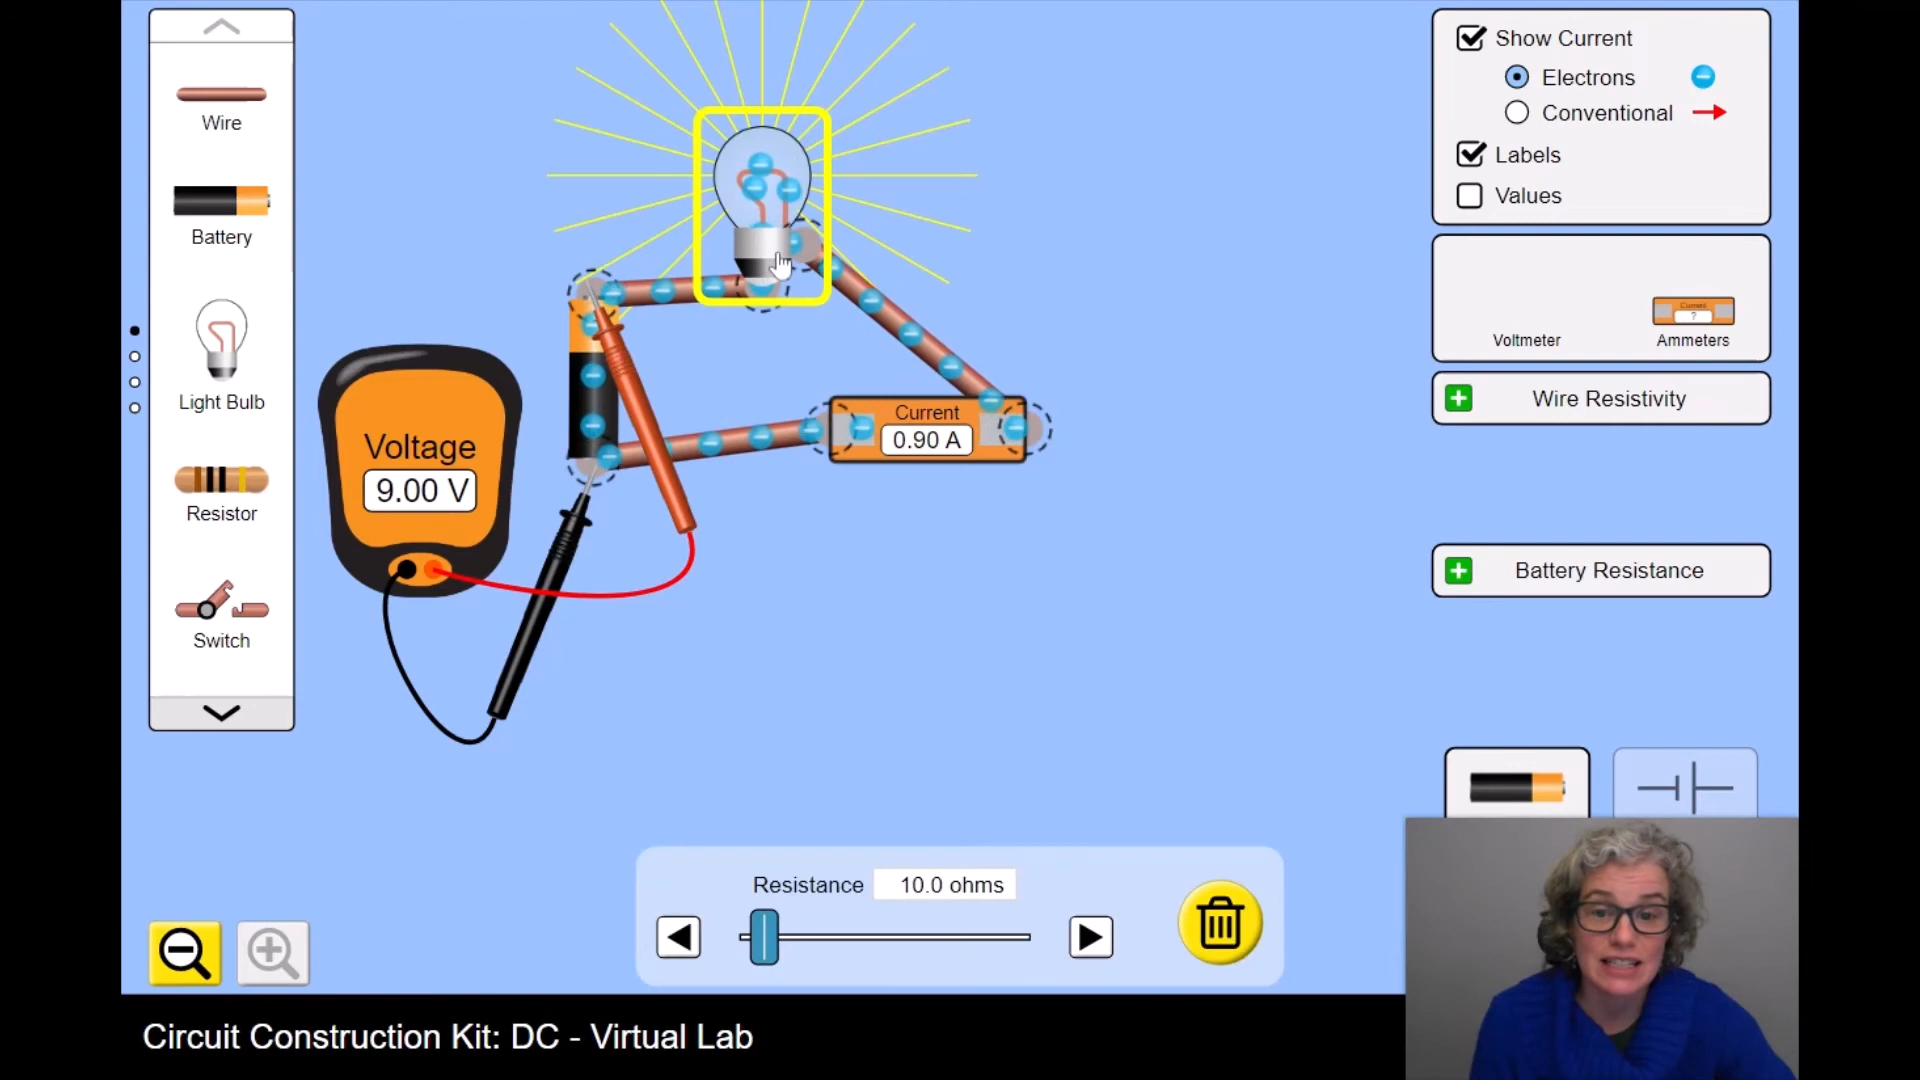 Wire
Battery
Light Bulb
Resistor
Switch
Voltage
9.00 V
Current
0.90 A
Show Current
Electrons
Conventional
Labels
Values
Current
?
Voltmeter
Ammeters
Wire Resistivity
Battery Resistance
Resistance 10.0 ohms
Circuit Construction Kit: DC - Virtual Lab